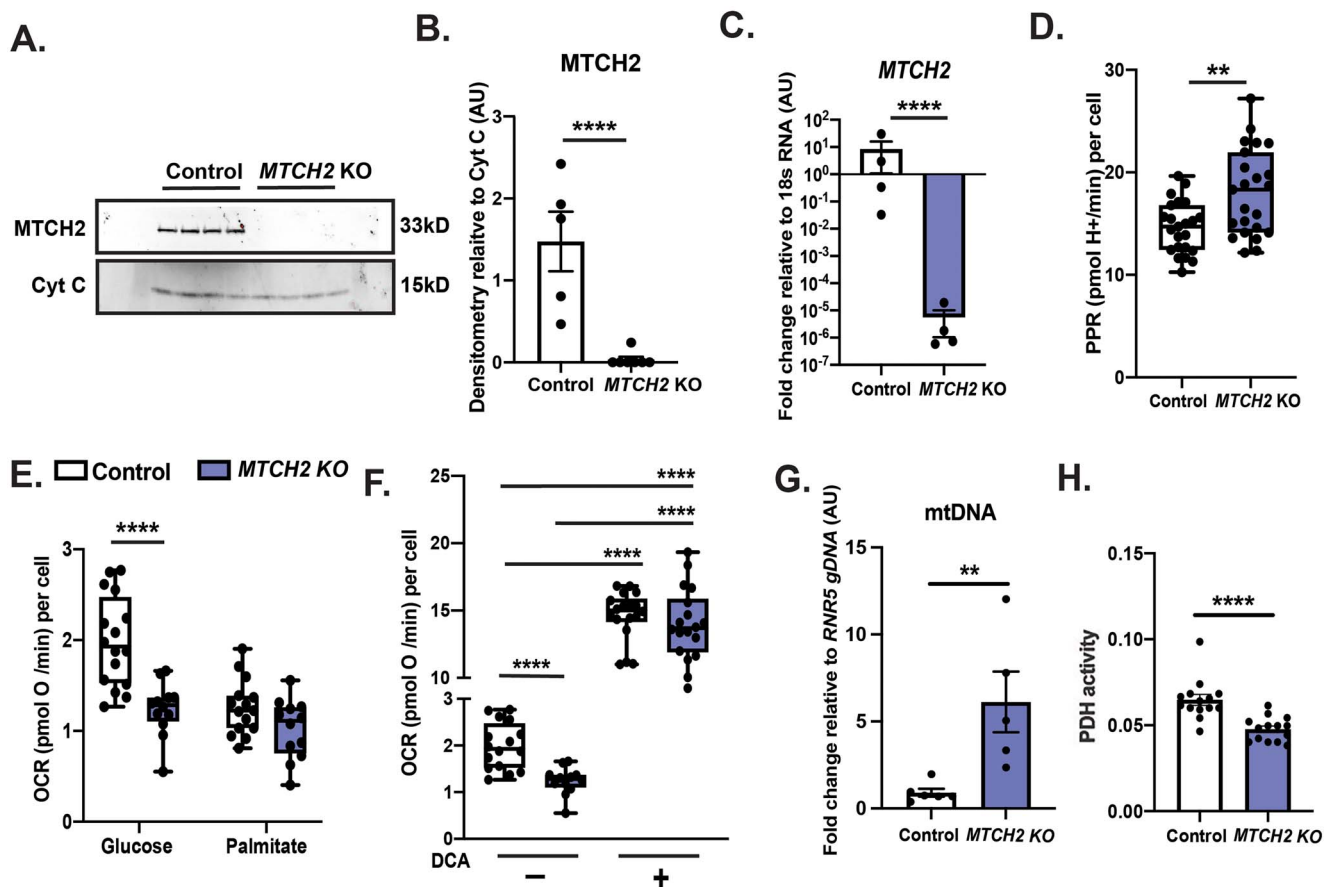 A.
Control MTCH2 KO
MTCH2 33kD
Cyt C 15kD
B.
MTCH2
Densitometry relaitve to Cyt C (AU)
****
3
2
1
0
Control MTCH2 KO
C.
MTCH2
Fold change relative to 18s RNA (AU)
****
10²
10¹
10⁰
10⁻¹
10⁻²
10⁻³
10⁻⁴
10⁻⁵
10⁻⁶
10⁻⁷
Control MTCH2 KO
D.
PPR (pmol H+/min) per cell
**
30
20
10
0
Control MTCH2 KO
E.
Control MTCH2 KO
OCR (pmol O /min) per cell
****
3
2
1
0
Glucose Palmitate
F.
OCR (pmol O /min) per cell
****
****
****
****
25
20
15
10
3
2
1
0
DCA − +
G.
mtDNA
Fold change relative to RNR5 gDNA (AU)
**
15
10
5
0
Control MTCH2 KO
H.
PDH activity
****
0.15
0.10
0.05
0.00
Control MTCH2 KO